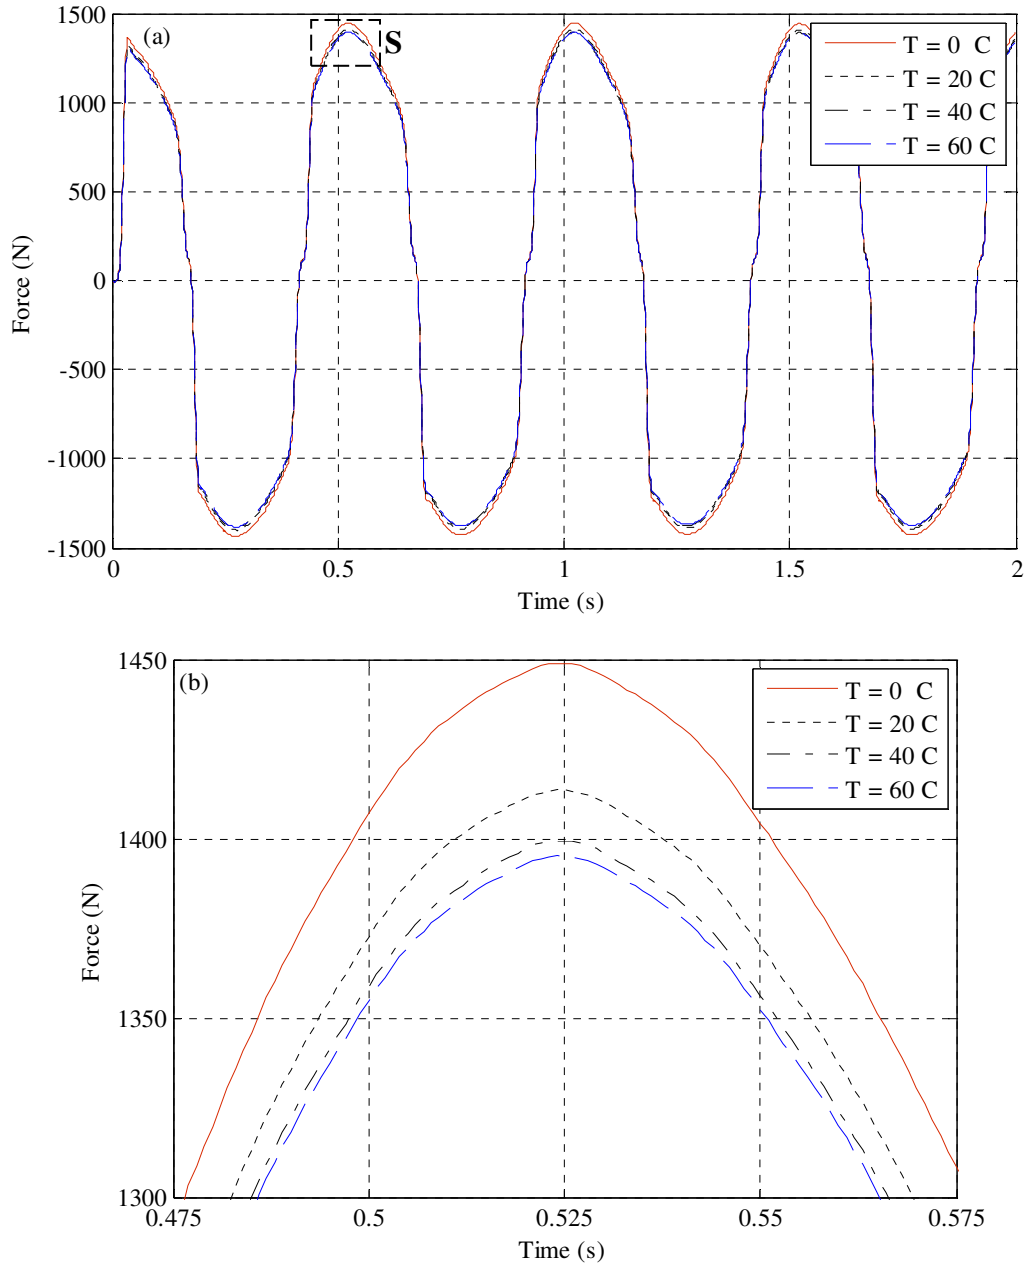 (a)
S
T = 0 C
T = 20 C
T = 40 C
T = 60 C
1500
1000
500
0
-500
-1000
-1500
Force (N)
0 0.5 1 1.5 2
Time (s)
(b)
T = 0 C
T = 20 C
T = 40 C
T = 60 C
1450
1400
1350
1300
Force (N)
0.475 0.5 0.525 0.55 0.575
Time (s)